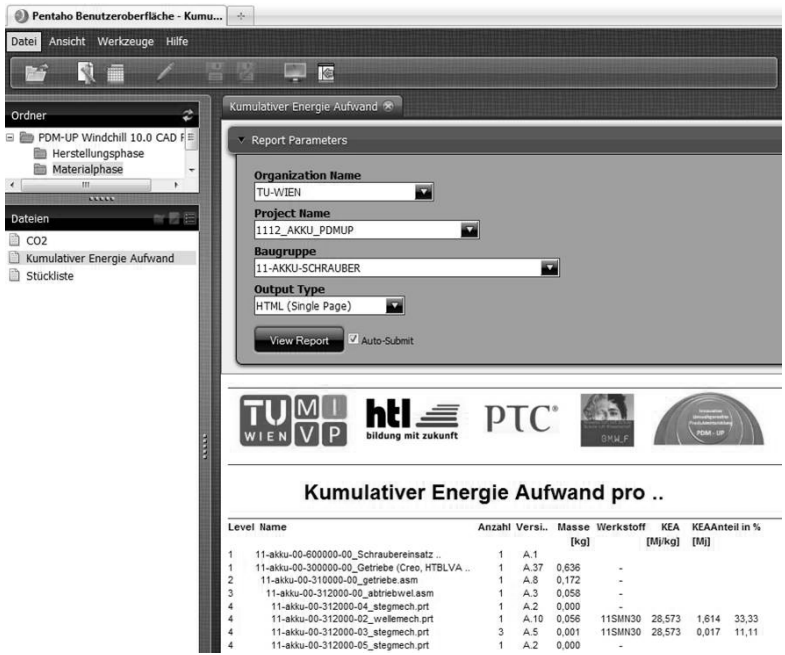 Pentaho Benutzeroberfläche - Kumu...
Datei Ansicht Werkzeuge Hilfe
Ordner
PDM-UP Windchill 10.0 CAD F
Herstellungsphase
Materialphase
Dateien
CO2
Kumulativer Energie Aufwand
Stückliste
Kumulativer Energie Aufwand
Report Parameters
Organization Name
TU-WIEN
Project Name
1112_AKKU_PDMUP
Baugruppe
11-AKKU-SCHRAUBER
Output Type
HTML (Single Page)
View Report Auto-Submit
TU MI
WIEN VP
htl
bildung mit zukunft
PTC®
BMW_F
PDM - UP
Kumulativer Energie Aufwand pro ..
Level Name Anzahl Versi.. Masse Werkstoff KEA KEAAnteil in %
[kg] [Mj/kg] [Mj]
1 11-akku-00-600000-00_Schraubereinsatz .. 1 A.1
1 11-akku-00-300000-00_Getriebe (Creo, HTBLVA .. 1 A.37 0,636 -
2 11-akku-00-310000-00_getriebe.asm 1 A.8 0,172 -
3 11-akku-00-312000-00_abtriebwel.asm 1 A.3 0,058 -
4 11-akku-00-312000-04_stegmech.prt 1 A.2 0,000 -
4 11-akku-00-312000-02_wellemech.prt 1 A.10 0,056 11SMN30 28,573 1,614 33,33
4 11-akku-00-312000-03_stegmech.prt 3 A.5 0,001 11SMN30 28,573 0,017 11,11
4 11-akku-00-312000-05_stegmech.prt 1 A.2 0,000 -